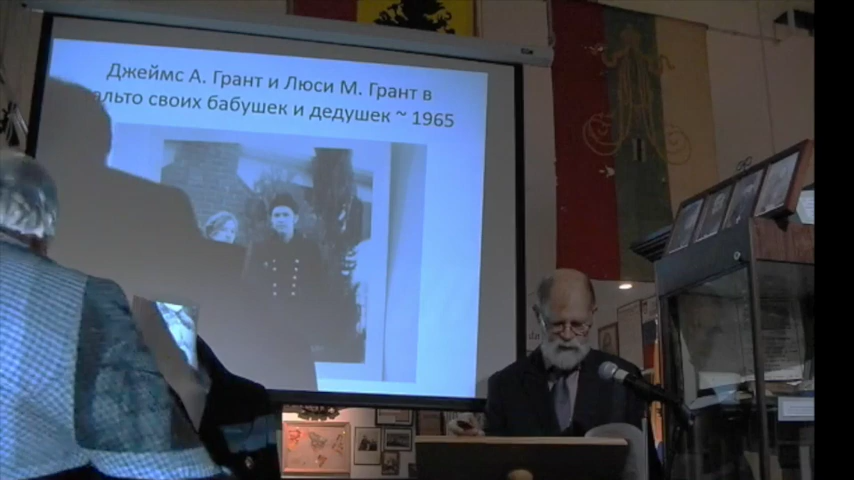 Джеймс А. Грант и Люси М. Грант в
альто своих бабушек и дедушек ~ 1965